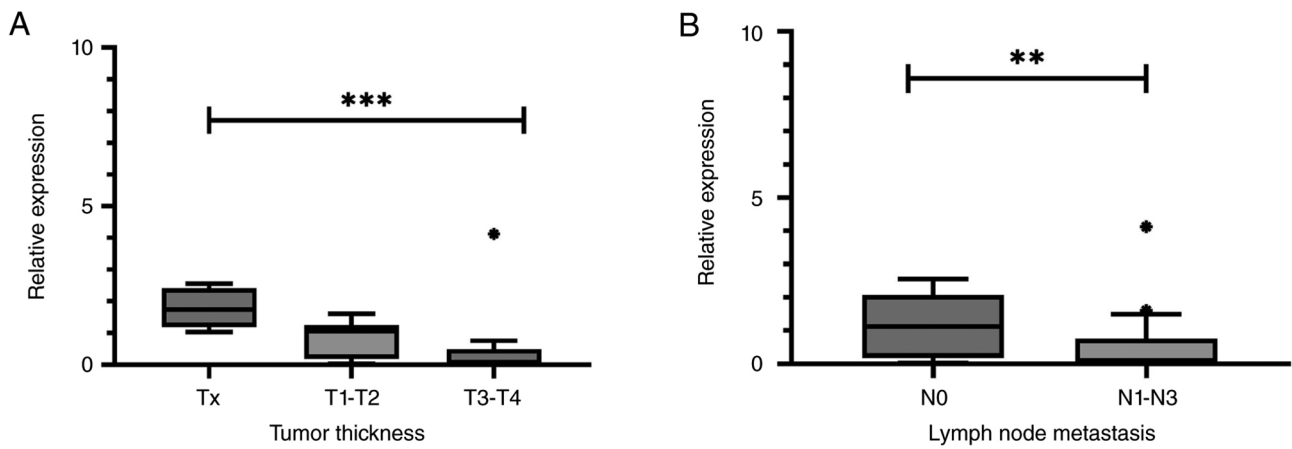 A
10
5
0
Relative expression
***
Tx
T1-T2
T3-T4
Tumor thickness
B
10
5
0
Relative expression
**
N0
N1-N3
Lymph node metastasis